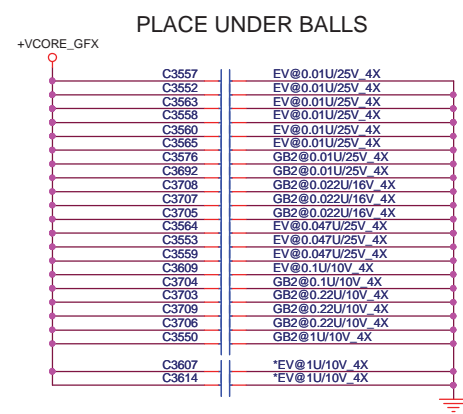 PLACE UNDER BALLS
+VCORE_GFX
C3557 EV@0.01U/25V_4X
C3552 EV@0.01U/25V_4X
C3563 EV@0.01U/25V_4X
C3558 EV@0.01U/25V_4X
C3560 EV@0.01U/25V_4X
C3565 EV@0.01U/25V_4X
C3576 GB2@0.01U/25V_4X
C3692 GB2@0.01U/25V_4X
C3708 GB2@0.022U/16V_4X
C3707 GB2@0.022U/16V_4X
C3705 GB2@0.022U/16V_4X
C3564 EV@0.047U/25V_4X
C3553 EV@0.047U/25V_4X
C3559 EV@0.047U/25V_4X
C3609 EV@0.1U/10V_4X
C3704 GB2@0.1U/10V_4X
C3703 GB2@0.22U/10V_4X
C3709 GB2@0.22U/10V_4X
C3706 GB2@0.22U/10V_4X
C3550 GB2@1U/10V_4X
C3607 *EV@1U/10V_4X
C3614 *EV@1U/10V_4X